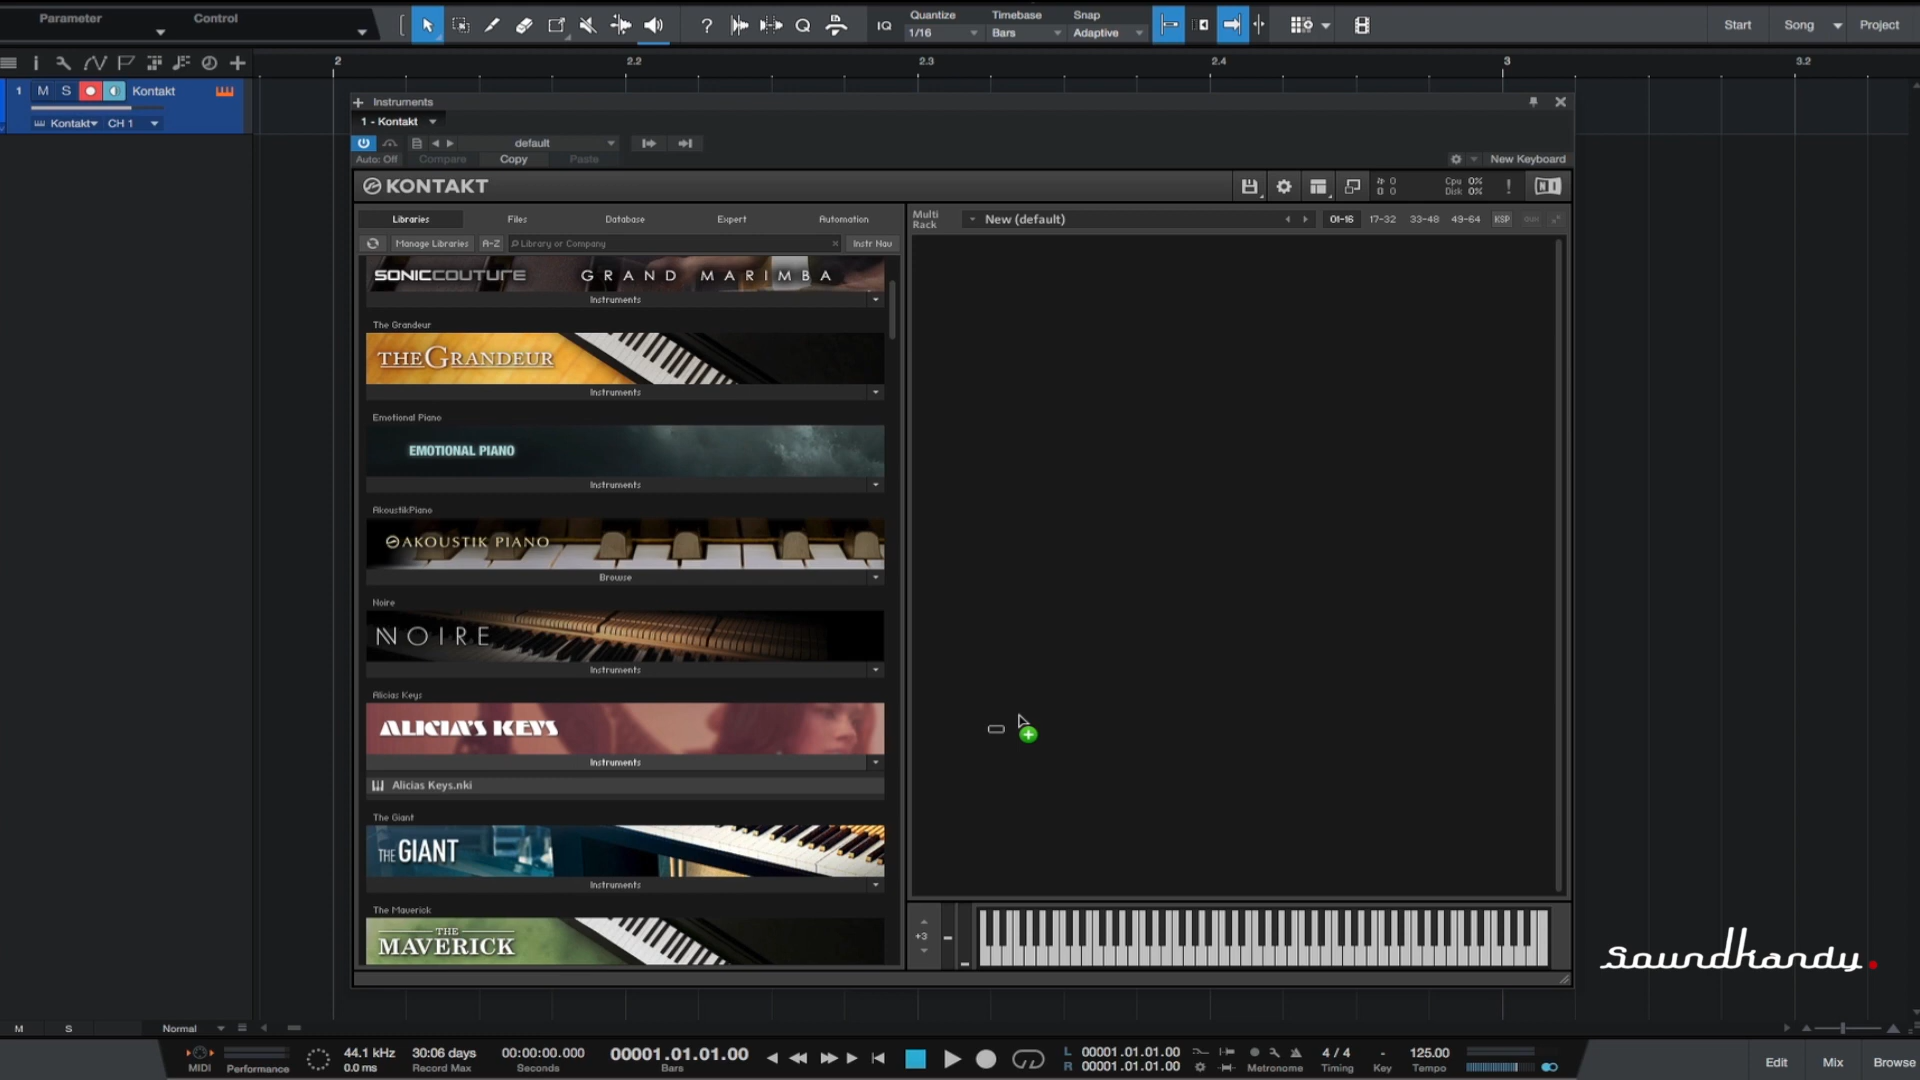 Parameter
Control
IQ
Quantize
1/16
Timebase
Bars
Snap
Adaptive
Start
Song
Project
2
2.2
2.3
2.4
3
3.2
1 M S Kontakt
Kontakt CH 1
Instruments
1 - Kontakt
default
Auto: Off
Compare
Copy
Paste
New Keyboard
KONTAKT
0
0
Cpu 0%
Disk 0%
!
Libraries
Files
Database
Expert
Automation
Manage Libraries
A-Z
Library or Company
Instr Nav
Multi
Rack
New (default)
01-16
17-32
33-48
49-64
KSP
SONICCOUTURE
GRAND MARIMBA
Instruments
The Grandeur
THE GRANDEUR
Instruments
Emotional Piano
EMOTIONAL PIANO
Instruments
AkoustikPiano
AKOUSTIK PIANO
Browse
Noire
NOIRE
Instruments
Alicias Keys
ALICIA'S KEYS
Instruments
Alicias Keys.nki
The Giant
THE GIANT
Instruments
The Maverick
THE
MAVERICK
+3
soundkandy.
M
S
Normal
MIDI
Performance
44.1 kHz
0.0 ms
30:06 days
Record Max
00:00:00.000
Seconds
00001.01.01.00
Bars
L 00001.01.01.00
R 00001.01.01.00
Metronome
4 / 4
Timing
-
Key
125.00
Tempo
Edit
Mix
Browse